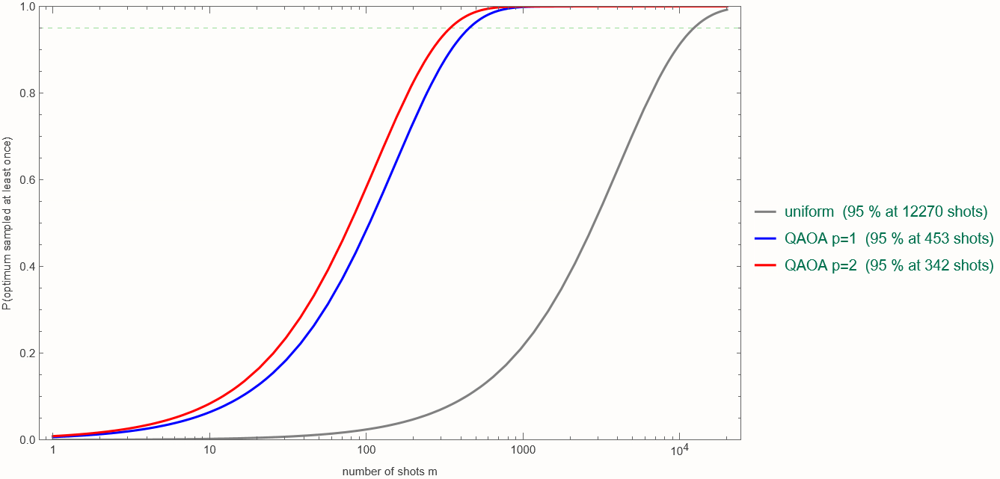 1.0
0.8
0.6
0.4
0.2
0.0
P(optimum sampled at least once)
1 10 100 1000 10⁴
number of shots m
uniform (95 % at 12270 shots)
QAOA p=1 (95 % at 453 shots)
QAOA p=2 (95 % at 342 shots)